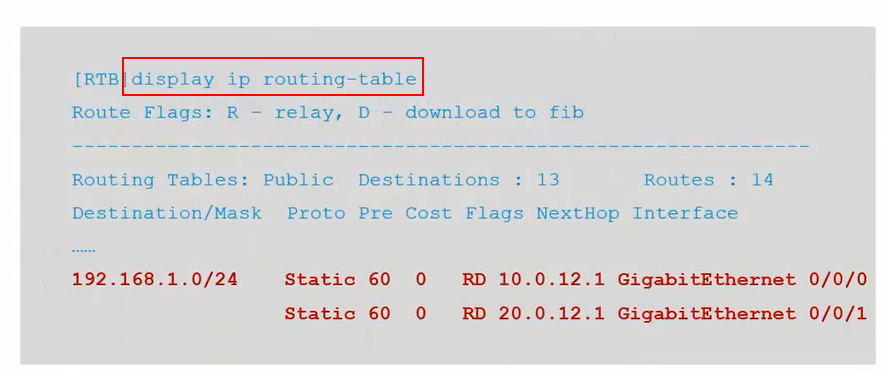 [RTB]display ip routing-table
Route Flags: R - relay, D - download to fib
----------------------------------------------------------------
Routing Tables: Public  Destinations : 13       Routes : 14
Destination/Mask  Proto Pre Cost Flags NextHop Interface
……
192.168.1.0/24    Static 60  0   RD 10.0.12.1 GigabitEthernet 0/0/0
Static 60  0   RD 20.0.12.1 GigabitEthernet 0/0/1